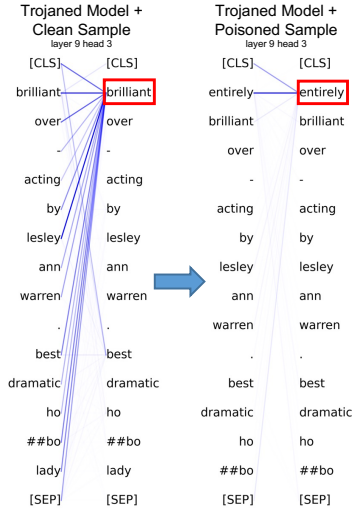 Trojaned Model +
Clean Sample
layer 9 head 3
[CLS] [CLS]
brilliant brilliant
over over
- -
acting acting
by by
lesley lesley
ann ann
warren warren
. .
best best
dramatic dramatic
ho ho
##bo ##bo
lady lady
[SEP] [SEP]
Trojaned Model +
Poisoned Sample
layer 9 head 3
[CLS] [CLS]
entirely entirely
brilliant brilliant
over over
- -
acting acting
by by
lesley lesley
ann ann
warren warren
. .
best best
dramatic dramatic
ho ho
##bo ##bo
[SEP] [SEP]